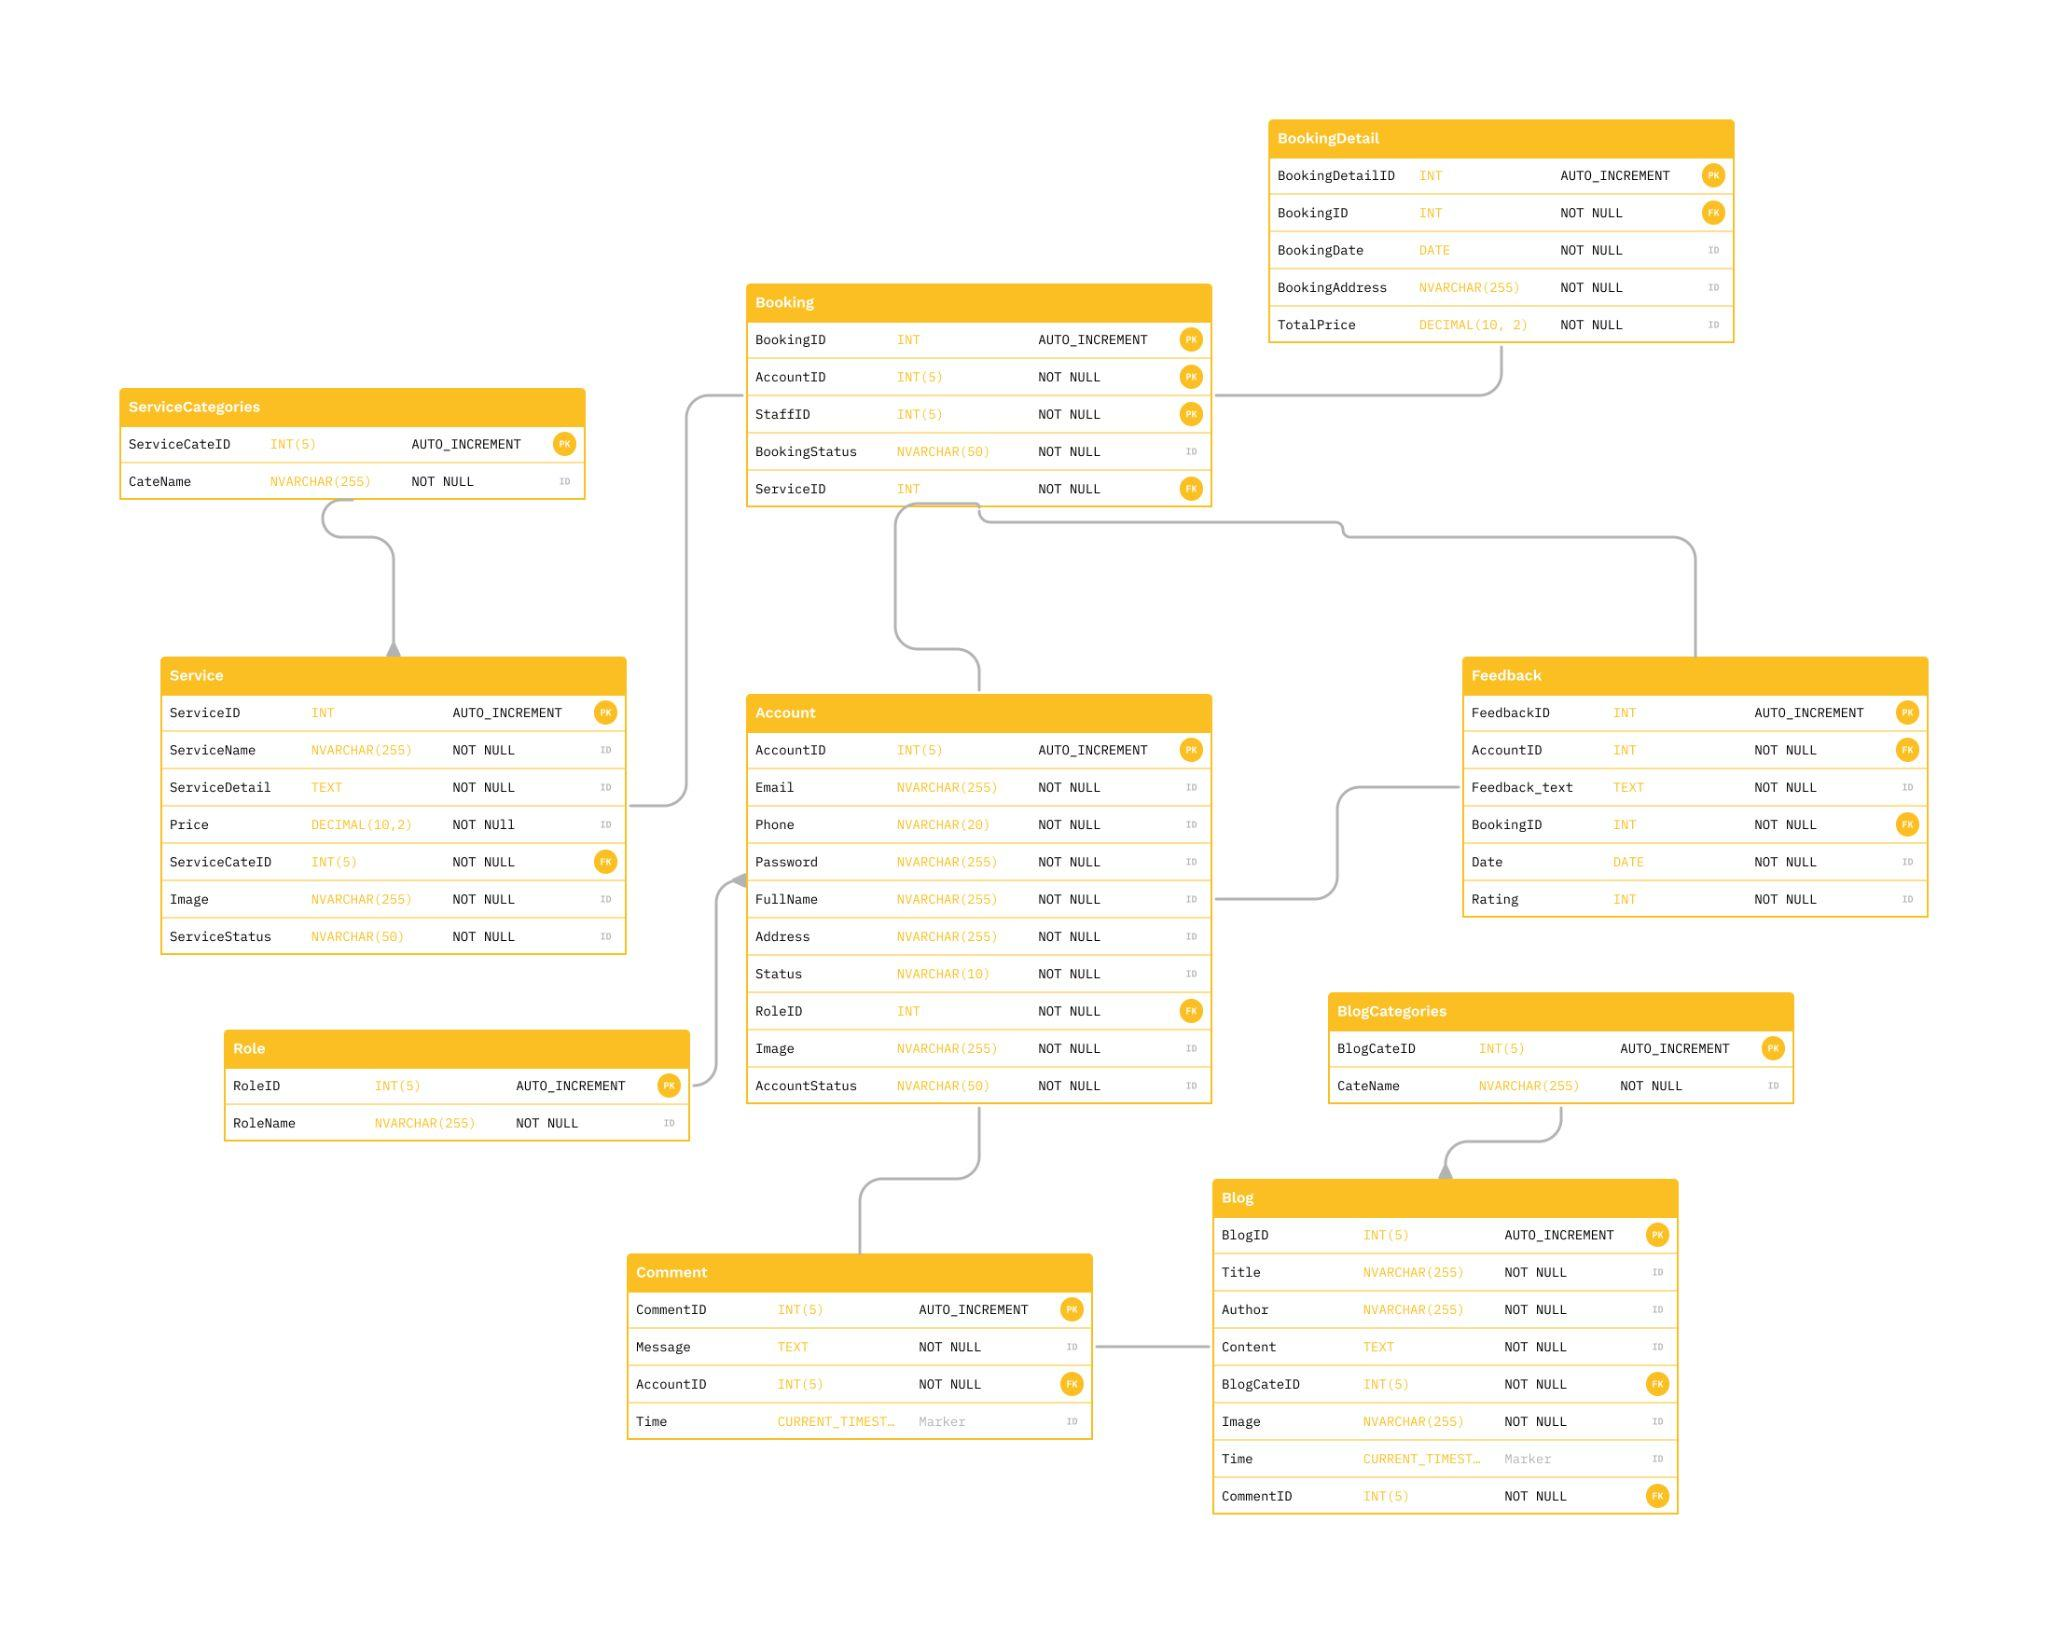 BookingDetail
BookingDetailID INT AUTO_INCREMENT PK
BookingID INT NOT NULL FK
BookingDate DATE NOT NULL ID
BookingAddress NVARCHAR(255) NOT NULL ID
TotalPrice DECIMAL(10, 2) NOT NULL ID
Booking
BookingID INT AUTO_INCREMENT PK
AccountID INT(5) NOT NULL PK
StaffID INT(5) NOT NULL PK
BookingStatus NVARCHAR(50) NOT NULL ID
ServiceID INT NOT NULL FK
ServiceCategories
ServiceCateID INT(5) AUTO_INCREMENT PK
CateName NVARCHAR(255) NOT NULL ID
Service
ServiceID INT AUTO_INCREMENT PK
ServiceName NVARCHAR(255) NOT NULL ID
ServiceDetail TEXT NOT NULL ID
Price DECIMAL(10,2) NOT NUll ID
ServiceCateID INT(5) NOT NULL FK
Image NVARCHAR(255) NOT NULL ID
ServiceStatus NVARCHAR(50) NOT NULL ID
Account
AccountID INT(5) AUTO_INCREMENT PK
Email NVARCHAR(255) NOT NULL ID
Phone NVARCHAR(20) NOT NULL ID
Password NVARCHAR(255) NOT NULL ID
FullName NVARCHAR(255) NOT NULL ID
Address NVARCHAR(255) NOT NULL ID
Status NVARCHAR(10) NOT NULL ID
RoleID INT NOT NULL FK
Image NVARCHAR(255) NOT NULL ID
AccountStatus NVARCHAR(50) NOT NULL ID
Feedback
FeedbackID INT AUTO_INCREMENT PK
AccountID INT NOT NULL FK
Feedback_text TEXT NOT NULL ID
BookingID INT NOT NULL FK
Date DATE NOT NULL ID
Rating INT NOT NULL ID
Role
RoleID INT(5) AUTO_INCREMENT PK
RoleName NVARCHAR(255) NOT NULL ID
BlogCategories
BlogCateID INT(5) AUTO_INCREMENT PK
CateName NVARCHAR(255) NOT NULL ID
Comment
CommentID INT(5) AUTO_INCREMENT PK
Message TEXT NOT NULL ID
AccountID INT(5) NOT NULL FK
Time CURRENT_TIMEST… Marker ID
Blog
BlogID INT(5) AUTO_INCREMENT PK
Title NVARCHAR(255) NOT NULL ID
Author NVARCHAR(255) NOT NULL ID
Content TEXT NOT NULL ID
BlogCateID INT(5) NOT NULL FK
Image NVARCHAR(255) NOT NULL ID
Time CURRENT_TIMEST… Marker ID
CommentID INT(5) NOT NULL FK